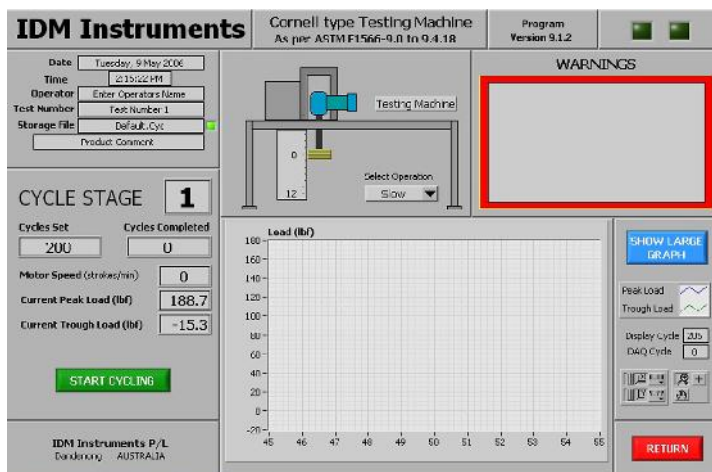 IDM Instruments
Cornell type Testing Machine
As per ASTM F1566-9.0 to 9.4.18
Program
Version 9.1.2
Date Tuesday, 9 May 2006
Time 2:15:22 PM
Operator Enter Operators Name
Test Number Test Number 1
Storage File Default.Cyc
Product Comment
Testing Machine
0
12
Select Operation
Slow
WARNINGS
CYCLE STAGE 1
Cycles Set Cycles Completed
200 0
Motor Speed (strokes/min) 0
Current Peak Load (lbf) 188.7
Current Trough Load (lbf) -15.3
START CYCLING
IDM Instruments P/L
Dandenong AUSTRALIA
Load (lbf)
180
160
140
120
100
80
60
40
20
0
-20
45 46 47 48 49 50 51 52 53 54 55
SHOW LARGE
GRAPH
Peak Load
Trough Load
Display Cycle 205
DAQ Cycle 0
RETURN